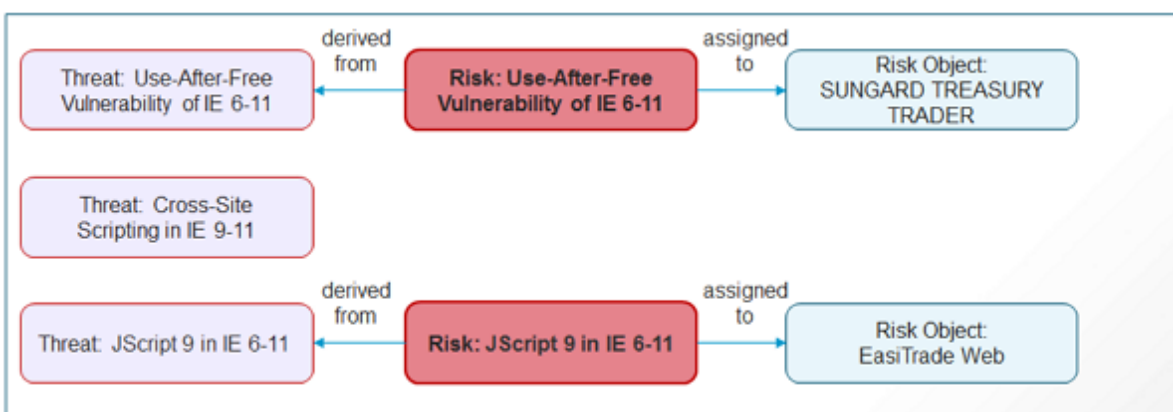 derived
from
assigned
to
Threat: Use-After-Free
Vulnerability of IE 6-11
Risk: Use-After-Free
Vulnerability of IE 6-11
Risk Object:
SUNGARD TREASURY
TRADER
Threat: Cross-Site
Scripting in IE 9-11
derived
from
assigned
to
Threat: JScript 9 in IE 6-11
Risk: JScript 9 in IE 6-11
Risk Object:
EasiTrade Web